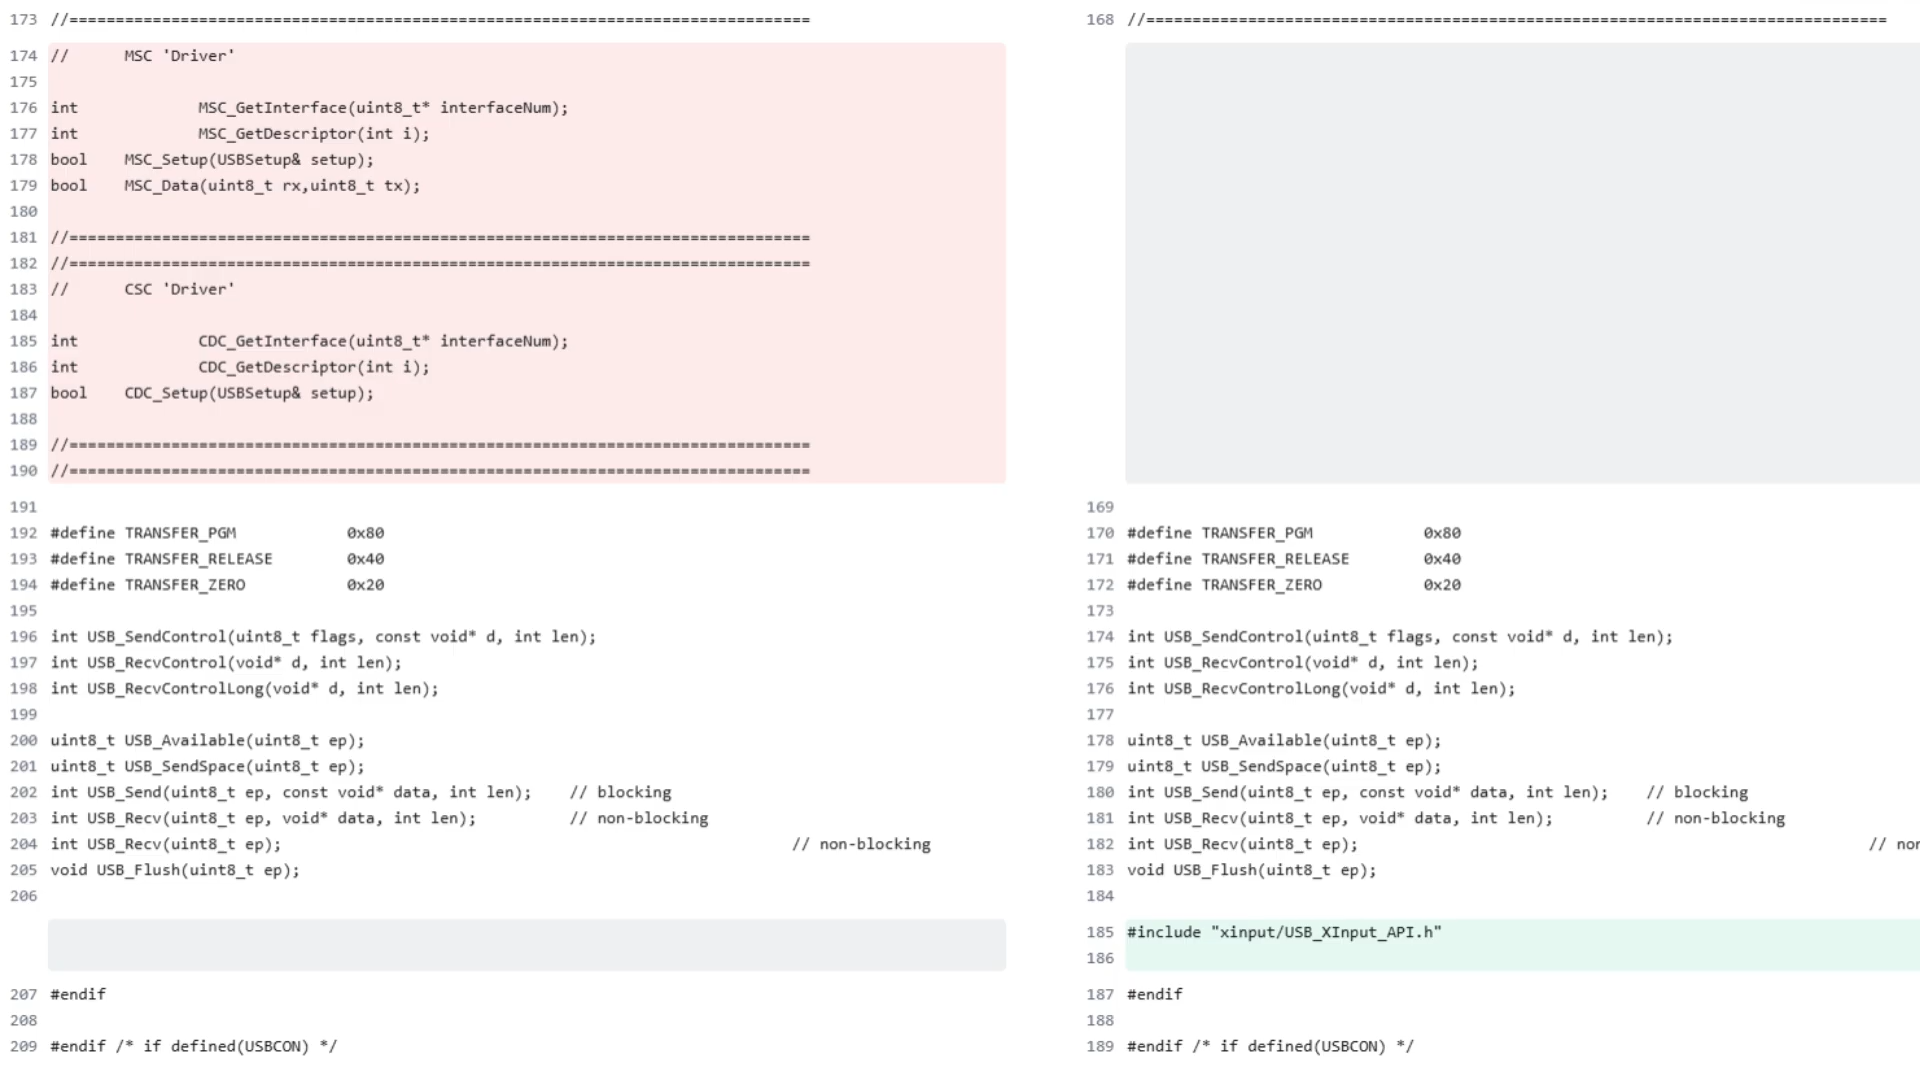 173 //================================================================================
174 //      MSC 'Driver'
175
176 int             MSC_GetInterface(uint8_t* interfaceNum);
177 int             MSC_GetDescriptor(int i);
178 bool    MSC_Setup(USBSetup& setup);
179 bool    MSC_Data(uint8_t rx,uint8_t tx);
180
181 //================================================================================
182 //================================================================================
183 //      CSC 'Driver'
184
185 int             CDC_GetInterface(uint8_t* interfaceNum);
186 int             CDC_GetDescriptor(int i);
187 bool    CDC_Setup(USBSetup& setup);
188
189 //================================================================================
190 //================================================================================
191
192 #define TRANSFER_PGM            0x80
193 #define TRANSFER_RELEASE        0x40
194 #define TRANSFER_ZERO           0x20
195
196 int USB_SendControl(uint8_t flags, const void* d, int len);
197 int USB_RecvControl(void* d, int len);
198 int USB_RecvControlLong(void* d, int len);
199
200 uint8_t USB_Available(uint8_t ep);
201 uint8_t USB_SendSpace(uint8_t ep);
202 int USB_Send(uint8_t ep, const void* data, int len);    // blocking
203 int USB_Recv(uint8_t ep, void* data, int len);          // non-blocking
204 int USB_Recv(uint8_t ep);                                                       // non-blocking
205 void USB_Flush(uint8_t ep);
206
207 #endif
208
209 #endif /* if defined(USBCON) */
168 //================================================================================
169
170 #define TRANSFER_PGM            0x80
171 #define TRANSFER_RELEASE        0x40
172 #define TRANSFER_ZERO           0x20
173
174 int USB_SendControl(uint8_t flags, const void* d, int len);
175 int USB_RecvControl(void* d, int len);
176 int USB_RecvControlLong(void* d, int len);
177
178 uint8_t USB_Available(uint8_t ep);
179 uint8_t USB_SendSpace(uint8_t ep);
180 int USB_Send(uint8_t ep, const void* data, int len);    // blocking
181 int USB_Recv(uint8_t ep, void* data, int len);          // non-blocking
182 int USB_Recv(uint8_t ep);                                                       //
183 void USB_Flush(uint8_t ep);
184
185 #include "xinput/USB_XInput_API.h"
186
187 #endif
188
189 #endif /* if defined(USBCON) */